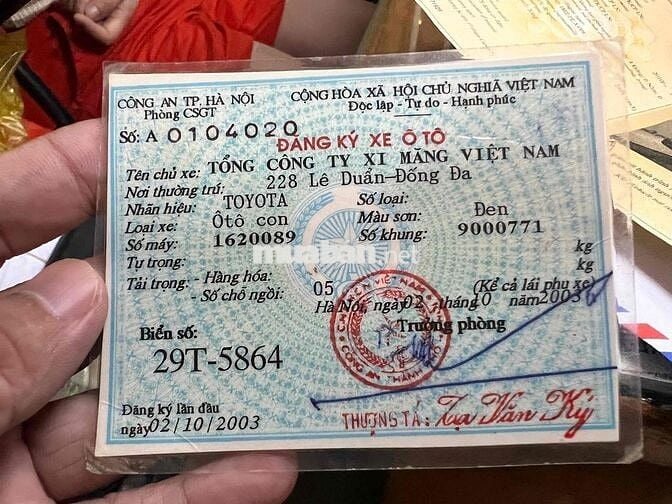 CÔNG AN TP. HÀ NỘI
Phòng CSGT
CỘNG HÒA XÃ HỘI CHỦ NGHĨA VIỆT NAM
Độc lập - Tự do - Hạnh phúc
Số: A 0104020
ĐĂNG KÝ XE Ô TÔ
Tên chủ xe: TỔNG CÔNG TY XI MĂNG VIỆT NAM
Nơi thường trú: 228 Lê Duẩn-Đống Đa
Nhãn hiệu: TOYOTA Số loại:
Loại xe: Ôtô con Màu sơn: Đen
Số máy: 1620089 Số khung: 9000771
muaban.net
Tự trọng: kg
Tải trọng: - Hàng hóa: kg
- Số chỗ ngồi: 05 (Kể cả lái phụ xe)
Hà Nội, ngày 02 tháng 10 năm 2003
Trưởng phòng
Biển số:
29T-5864
Đăng ký lần đầu
ngày 02/10/2003
THƯỢNG TÁ: Tạ Văn Ký